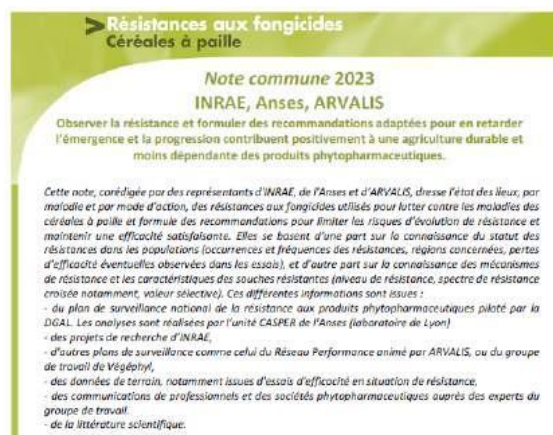 >Résistances aux fongicides
Céréales à paille
Note commune 2023
INRAE, Anses, ARVALIS
Observer la résistance et formuler des recommandations adaptées pour en retarder
l'émergence et la progression contribuent positivement à une agriculture durable et
moins dépendante des produits phytopharmaceutiques.
Cette note, corédigée par des représentants d'INRAE, de l'Anses et d'ARVALIS, dresse l'état des lieux, par
maladie et par mode d'action, des résistances aux fongicides utilisés pour lutter contre les maladies des
céréales à paille et formule des recommandations pour limiter les risques d'évolution de résistance et
maintenir une efficacité satisfaisante. Elles se basent d'une part sur la connaissance du statut des
résistances dans les populations (occurrences et fréquences des résistances, régions concernées, pertes
d'efficacité éventuelles observées dans les essais), et d'autre part sur la connaissance des mécanismes
de résistance et les caractéristiques des souches résistantes (niveau de résistance, spectre de résistance
croisée notamment, valeur sélective). Ces différentes informations sont issues :
- du plan de surveillance national de la résistance aux produits phytopharmaceutiques piloté par la
DGAL. Les analyses sont réalisées par l'unité CASPER de l'Anses (laboratoire de Lyon)
- des projets de recherche d'INRAE,
- d'autres plans de surveillance comme celui du Réseau Performance animé par ARVALIS, ou du groupe
de travail de Végéphyl,
- des données de terrain, notamment issues d'essais d'efficacité en situation de résistance,
- des communications de professionnels et des sociétés phytopharmaceutiques auprès des experts du
groupe de travail.
- de la littérature scientifique.